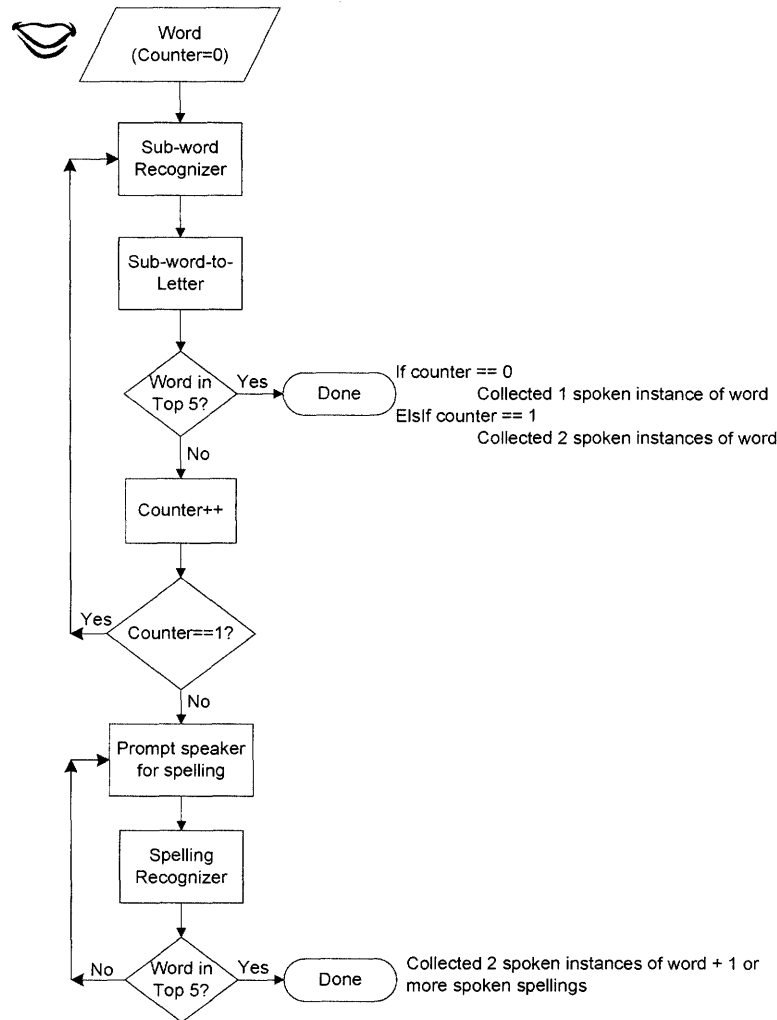 Word
(Counter=0)
Sub-word
Recognizer
Sub-word-to-
Letter
Word in
Top 5?
Yes
Done
If counter == 0
Collected 1 spoken instance of word
ElsIf counter == 1
Collected 2 spoken instances of word
No
Counter++
Yes
Counter==1?
No
Prompt speaker
for spelling
Spelling
Recognizer
No
Word in
Top 5?
Yes
Done
Collected 2 spoken instances of word + 1 or
more spoken spellings